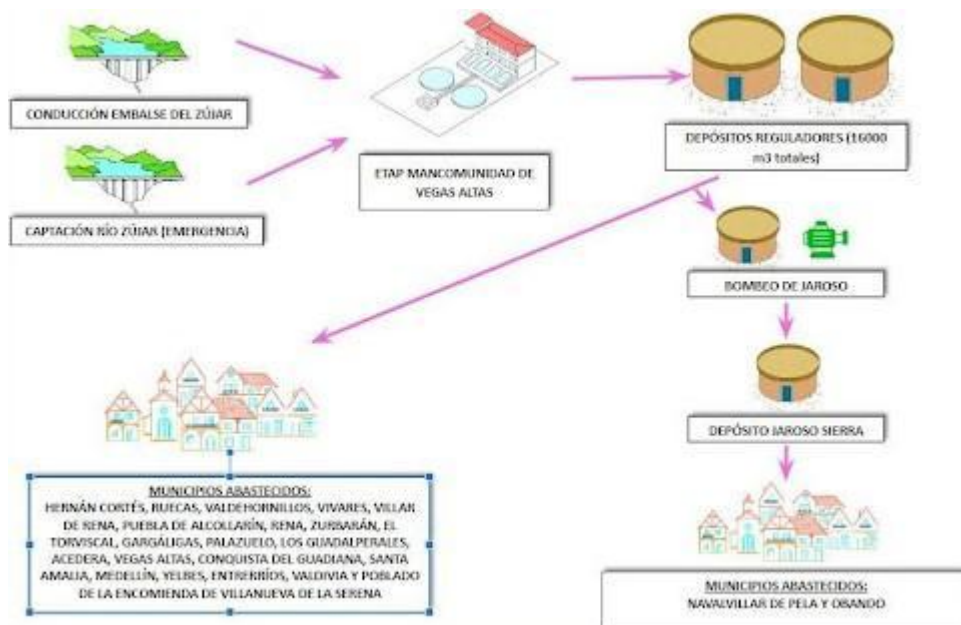 CONDUCCIÓN EMBALSE DEL ZÚJAR
CAPTACIÓN RÍO ZÚJAR (EMERGENCIA)
ETAP MANCOMUNIDAD DE
VEGAS ALTAS
DEPÓSITOS REGULADORES (16000
m3 totales)
BOMBEO DE JAROSO
DEPÓSITO JAROSO SIERRA
MUNICIPIOS ABASTECIDOS:
HERNÁN CORTÉS, RUECAS, VALDEHORNILLOS, VIVARES, VILLAR
DE RENA, PUEBLA DE ALCOLLARÍN, RENA, ZURBARÁN, EL
TORVISCAL, GARGÁLIGAS, PALAZUELO, LOS GUADALPERALES,
ACEDERA, VEGAS ALTAS, CONQUISTA DEL GUADIANA, SANTA
AMALIA, MEDELLÍN, YELBES, ENTRERRÍOS, VALDIVIA Y POBLADO
DE LA ENCOMIENDA DE VILLANUEVA DE LA SERENA
MUNICIPIOS ABASTECIDOS:
NAVALVILLAR DE PELA Y OBANDO